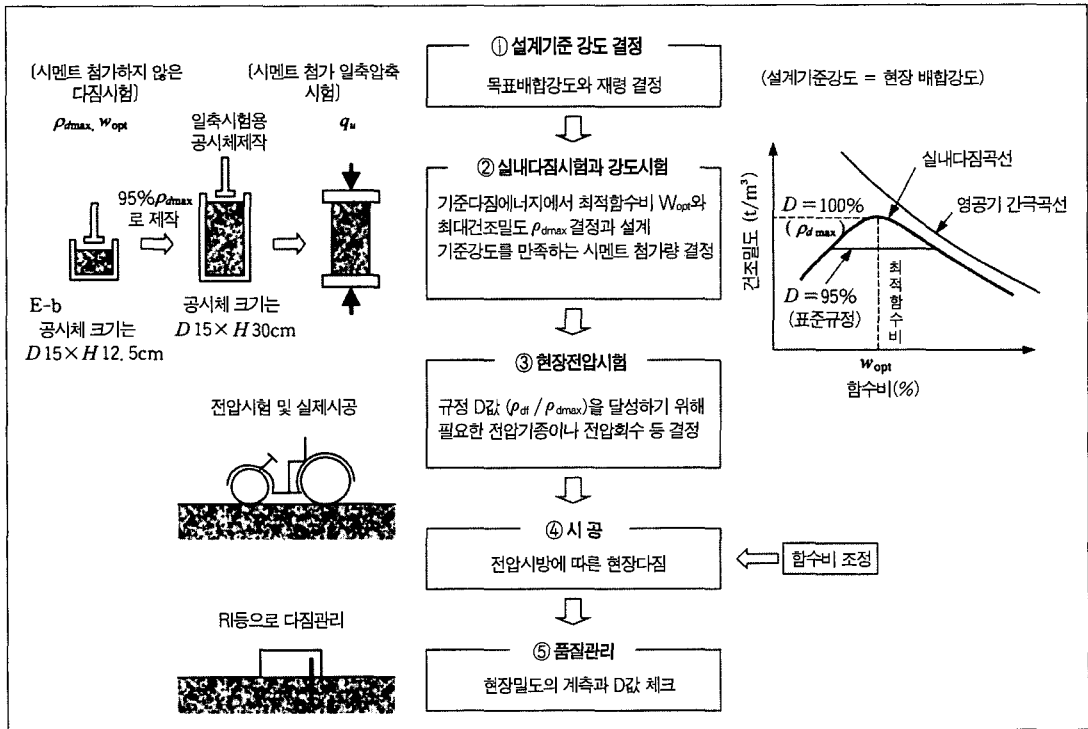 [시멘트 첨가하지 않은
다짐시험]
ρdmax, wopt
[시멘트 첨가 일축압축
시험]
qu
일축시험용
공시체제작
95%ρdmax
로 제작
E-b
공시체 크기는
D 15× H 12.5cm
공시체 크기는
D 15× H 30cm
① 설계기준 강도 결정
목표배합강도와 재령 결정
② 실내다짐시험과 강도시험
기준다짐에너지에서 최적함수비 Wopt와
최대건조밀도 ρdmax 결정과 설계
기준강도를 만족하는 시멘트 첨가량 결정
(설계기준강도 = 현장 배합강도)
건조밀도 (t/m³)
D = 100%
(ρd max)
D = 95%
(표준규정)
실내다짐곡선
영공기 간극곡선
최적함수비
wopt
함수비(%)
전압시험 및 실제시공
③ 현장전압시험
규정 D값 (ρdf / ρdmax)을 달성하기 위해
필요한 전압기종이나 전압회수 등 결정
④ 시 공
전압시방에 따른 현장다짐
함수비 조정
RI등으로 다짐관리
⑤ 품질관리
현장밀도의 계측과 D값 체크